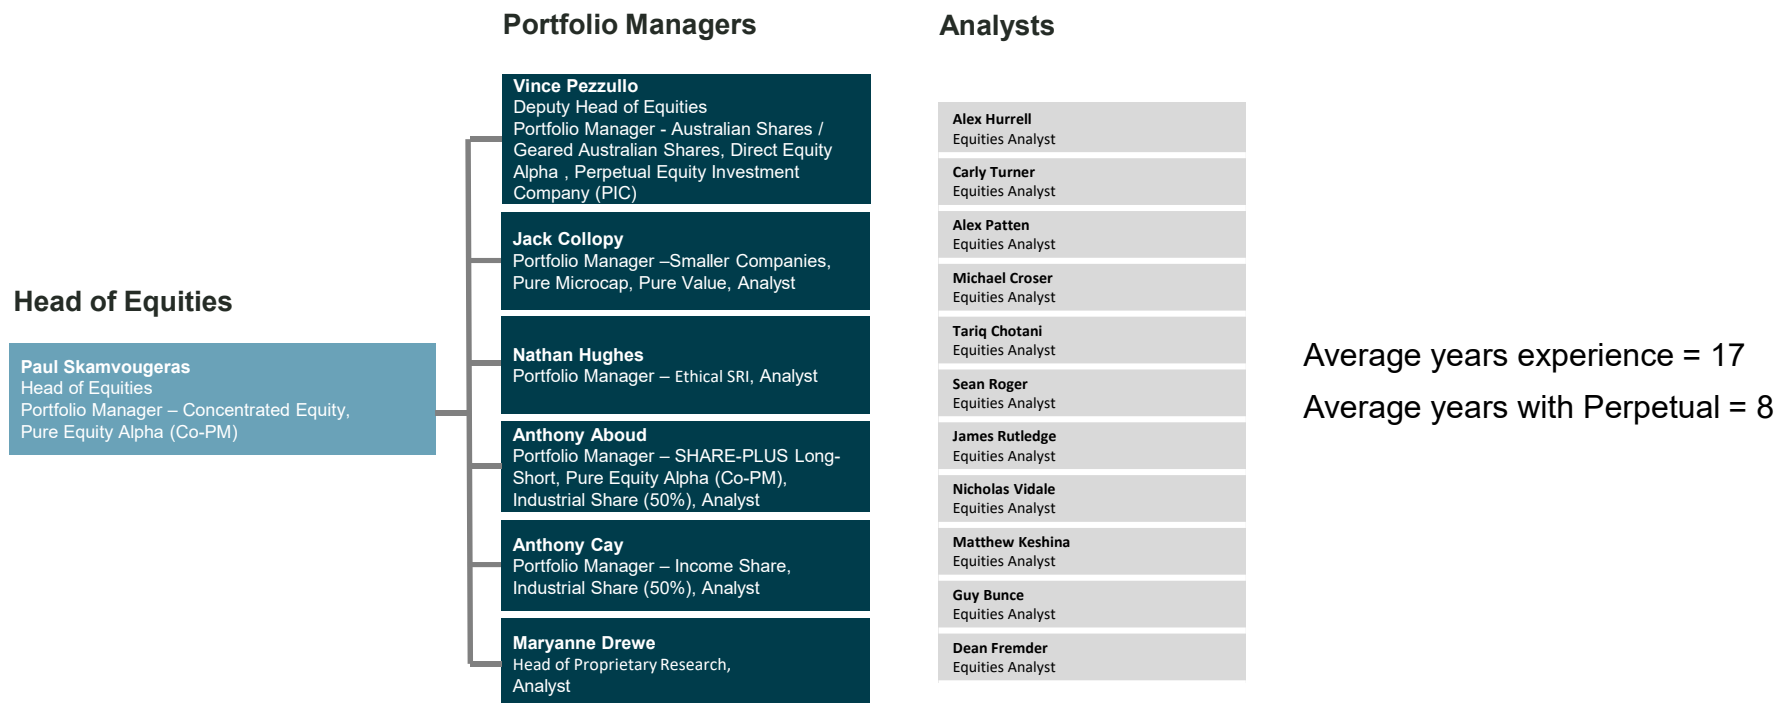 Portfolio Managers
Analysts
Head of Equities
Paul Skamvougeras
Head of Equities
Portfolio Manager – Concentrated Equity,
Pure Equity Alpha (Co-PM)
Vince Pezzullo
Deputy Head of Equities
Portfolio Manager - Australian Shares /
Geared Australian Shares, Direct Equity
Alpha , Perpetual Equity Investment
Company (PIC)
Jack Collopy
Portfolio Manager –Smaller Companies,
Pure Microcap, Pure Value, Analyst
Nathan Hughes
Portfolio Manager – Ethical SRI, Analyst
Anthony Aboud
Portfolio Manager – SHARE-PLUS Long-
Short, Pure Equity Alpha (Co-PM),
Industrial Share (50%), Analyst
Anthony Cay
Portfolio Manager – Income Share,
Industrial Share (50%), Analyst
Maryanne Drewe
Head of Proprietary Research,
Analyst
Alex Hurrell
Equities Analyst
Carly Turner
Equities Analyst
Alex Patten
Equities Analyst
Michael Croser
Equities Analyst
Tariq Chotani
Equities Analyst
Sean Roger
Equities Analyst
James Rutledge
Equities Analyst
Nicholas Vidale
Equities Analyst
Matthew Keshina
Equities Analyst
Guy Bunce
Equities Analyst
Dean Fremder
Equities Analyst
Average years experience = 17
Average years with Perpetual = 8